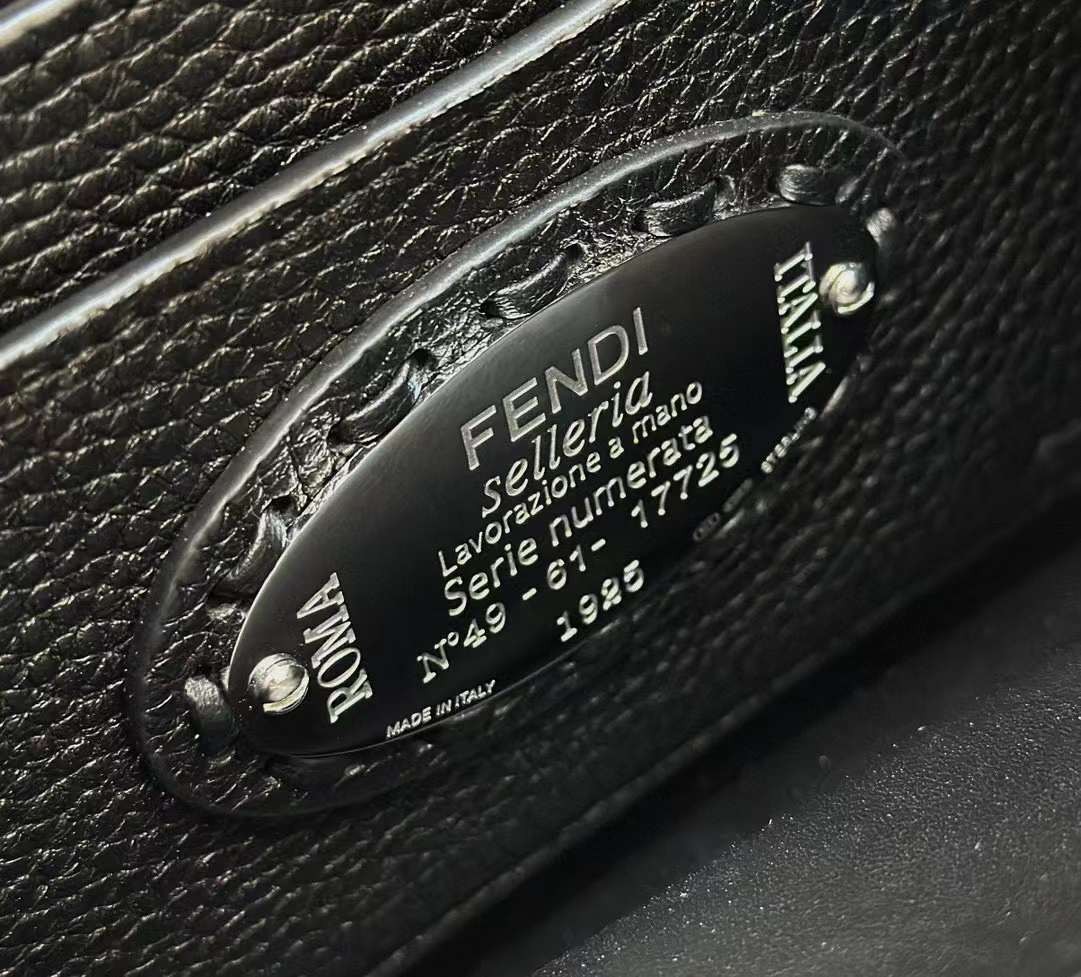 FENDI
selleria
Lavorazione a mano
Serie numerata
N°49 - 61- 17725
1925
ROMA
ITALIA
MADE IN ITALY